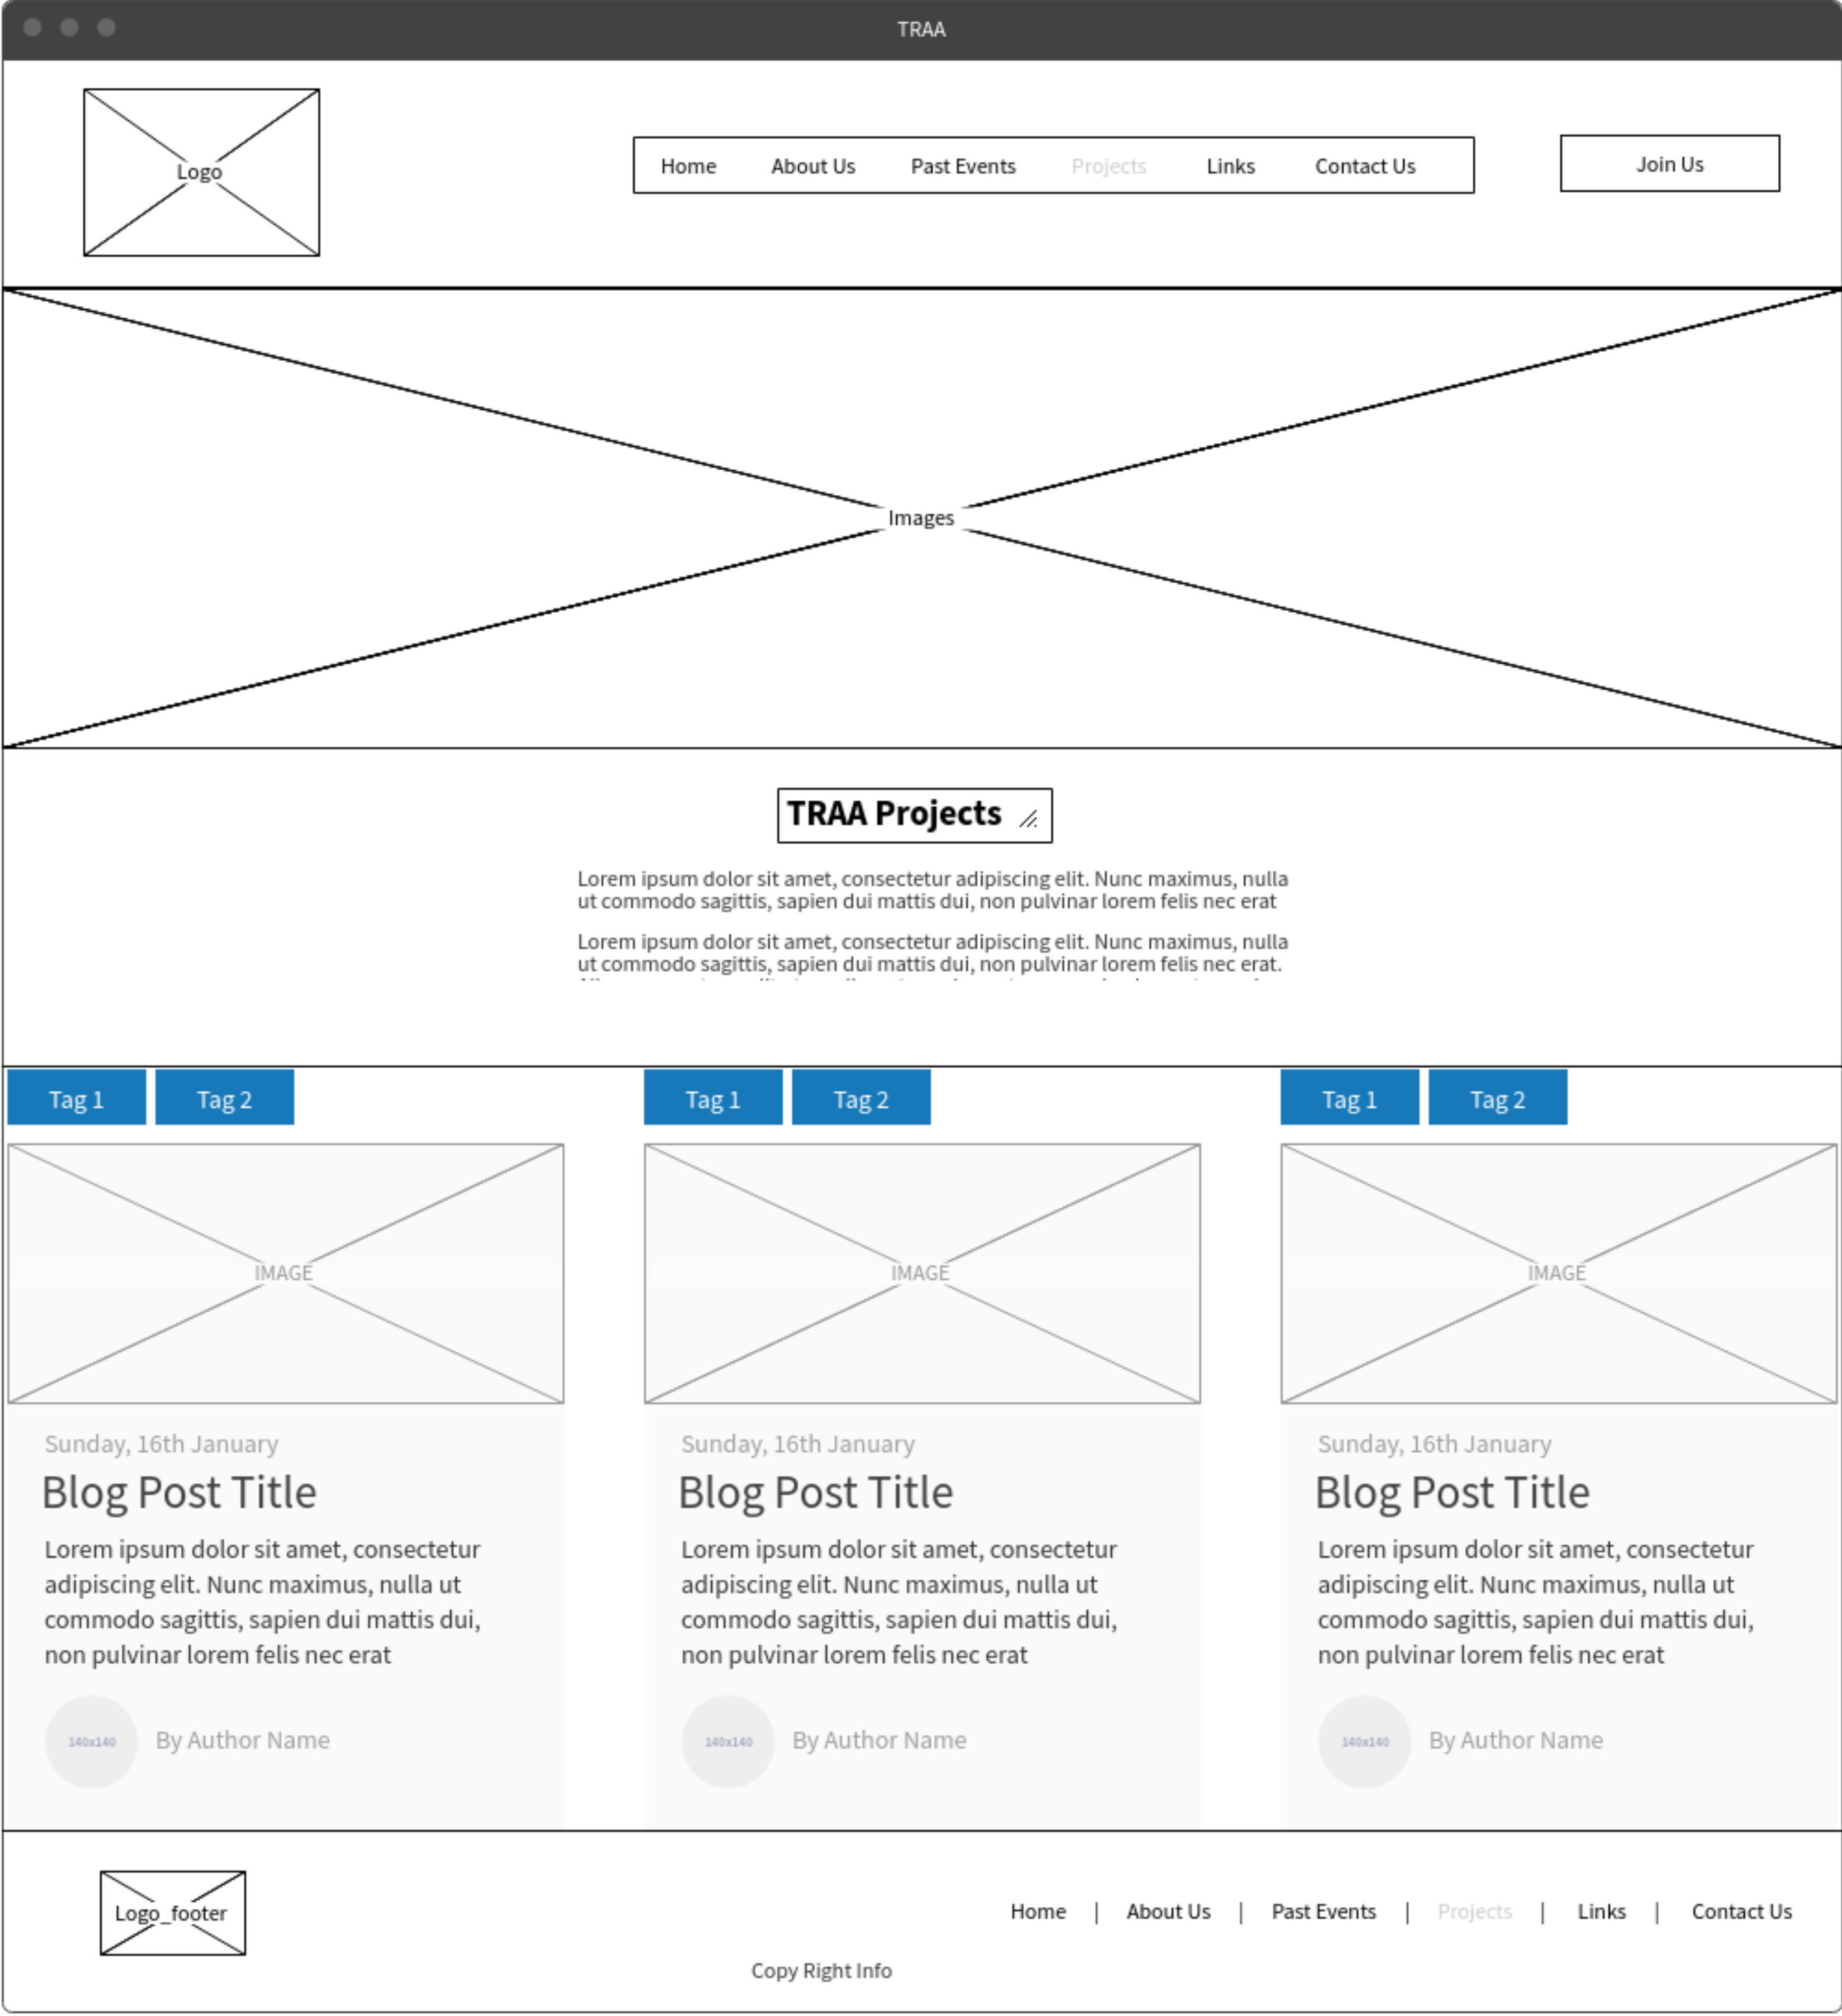 TRAA
Logo
Home About Us Past Events Projects Links Contact Us
Join Us
Images
TRAA Projects
Lorem ipsum dolor sit amet, consectetur adipiscing elit. Nunc maximus, nulla
ut commodo sagittis, sapien dui mattis dui, non pulvinar lorem felis nec erat
Lorem ipsum dolor sit amet, consectetur adipiscing elit. Nunc maximus, nulla
ut commodo sagittis, sapien dui mattis dui, non pulvinar lorem felis nec erat.
Tag 1 Tag 2
IMAGE
Sunday, 16th January
Blog Post Title
Lorem ipsum dolor sit amet, consectetur
adipiscing elit. Nunc maximus, nulla ut
commodo sagittis, sapien dui mattis dui,
non pulvinar lorem felis nec erat
140x140
By Author Name
Tag 1 Tag 2
IMAGE
Sunday, 16th January
Blog Post Title
Lorem ipsum dolor sit amet, consectetur
adipiscing elit. Nunc maximus, nulla ut
commodo sagittis, sapien dui mattis dui,
non pulvinar lorem felis nec erat
140x140
By Author Name
Tag 1 Tag 2
IMAGE
Sunday, 16th January
Blog Post Title
Lorem ipsum dolor sit amet, consectetur
adipiscing elit. Nunc maximus, nulla ut
commodo sagittis, sapien dui mattis dui,
non pulvinar lorem felis nec erat
140x140
By Author Name
Logo_footer
Home | About Us | Past Events | Projects | Links | Contact Us
Copy Right Info